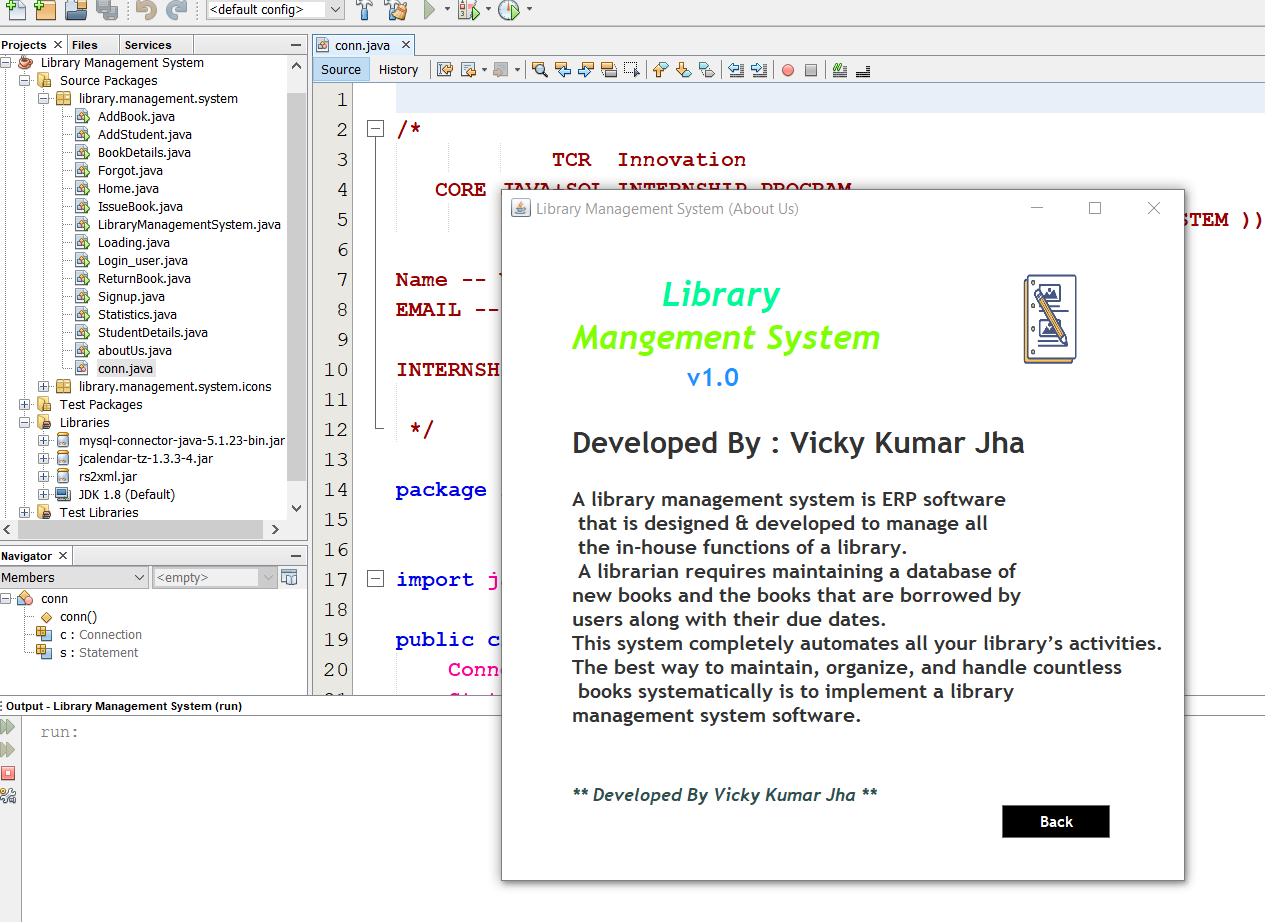 <default config>
Projects Files Services
conn.java
Library Management System
Source Packages
library.management.system
AddBook.java
AddStudent.java
BookDetails.java
Forgot.java
Home.java
IssueBook.java
LibraryManagementSystem.java
Loading.java
Login_user.java
ReturnBook.java
Signup.java
Statistics.java
StudentDetails.java
aboutUs.java
conn.java
library.management.system.icons
Test Packages
Libraries
mysql-connector-java-5.1.23-bin.jar
jcalendar-tz-1.3.3-4.jar
rs2xml.jar
JDK 1.8 (Default)
Test Libraries
Navigator
Members <empty>
conn
conn()
c : Connection
s : Statement
Source History
1
2 /*
3 TCR Innovation
4 CORE JAVA+SQL INTERNSHIP PROGRAM
5 STEM ))
6
7 Name --
8 EMAIL --
9
10 INTERNSH
11
12 */
13
14 package
15
16
17 import j
18
19 public c
20 Conn
21
Library Management System (About Us)
Library
Mangement System
v1.0
Developed By : Vicky Kumar Jha
A library management system is ERP software
that is designed & developed to manage all
the in-house functions of a library.
A librarian requires maintaining a database of
new books and the books that are borrowed by
users along with their due dates.
This system completely automates all your library’s activities.
The best way to maintain, organize, and handle countless
books systematically is to implement a library
management system software.
** Developed By Vicky Kumar Jha **
Back
Output - Library Management System (run)
run: